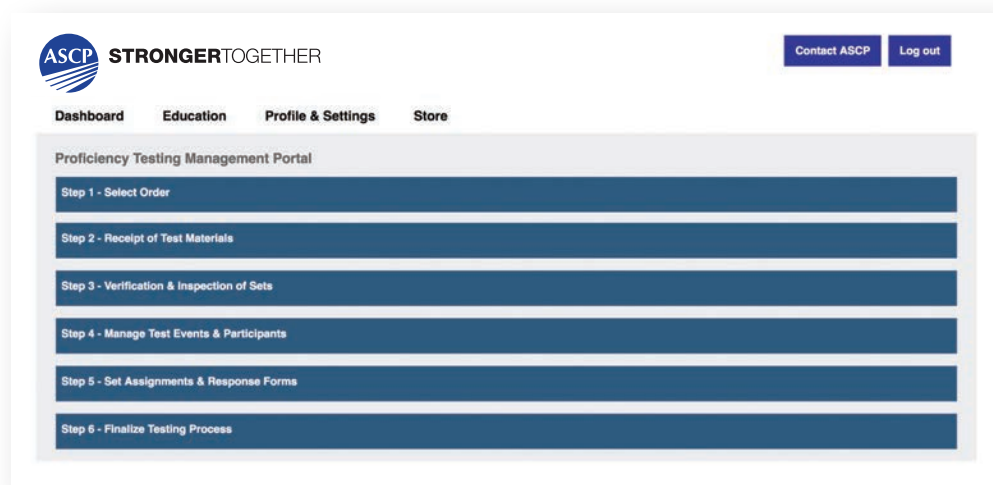 ASCP STRONGERTOGETHER
Contact ASCP Log out
Dashboard Education Profile & Settings Store
Proficiency Testing Management Portal
Step 1 - Select Order
Step 2 - Receipt of Test Materials
Step 3 - Verification & Inspection of Sets
Step 4 - Manage Test Events & Participants
Step 5 - Set Assignments & Response Forms
Step 6 - Finalize Testing Process